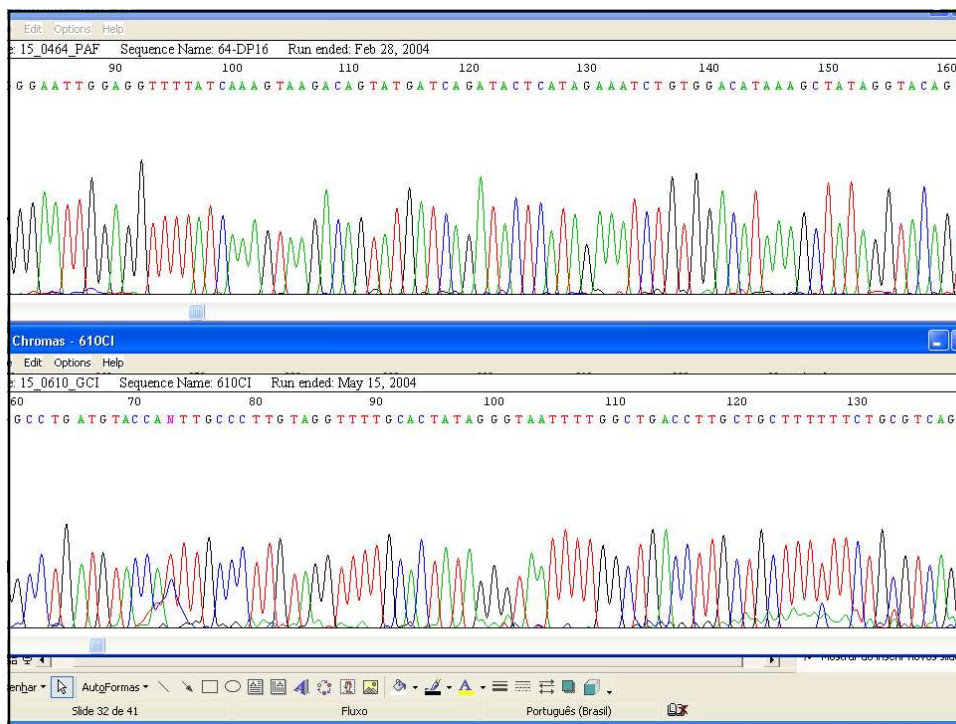 Edit Options Help
15_0464_PAF Sequence Name: 64-DP16 Run ended: Feb 28, 2004
90 100 110 120 130 140 150 160
GGAATTGGAGGTTTTATCAAAGTAAGACAGTATGATCAGATACTCATAGAAATCTGTGGACATAAAGCTATAGGTACAG
Chromas - 610CI
Edit Options Help
15_0610_GCI Sequence Name: 610CI Run ended: May 15, 2004
60 70 80 90 100 110 120 130
GCCTGATGTACCANTTGCCCTTGTAGGTTTTGCACTATAGGGTAATTTTGGCTGACCTTGCTGCTTTTTTCTGCGTCAG
AutoFormas
Slide 32 de 41 Fluxo Português (Brasil)